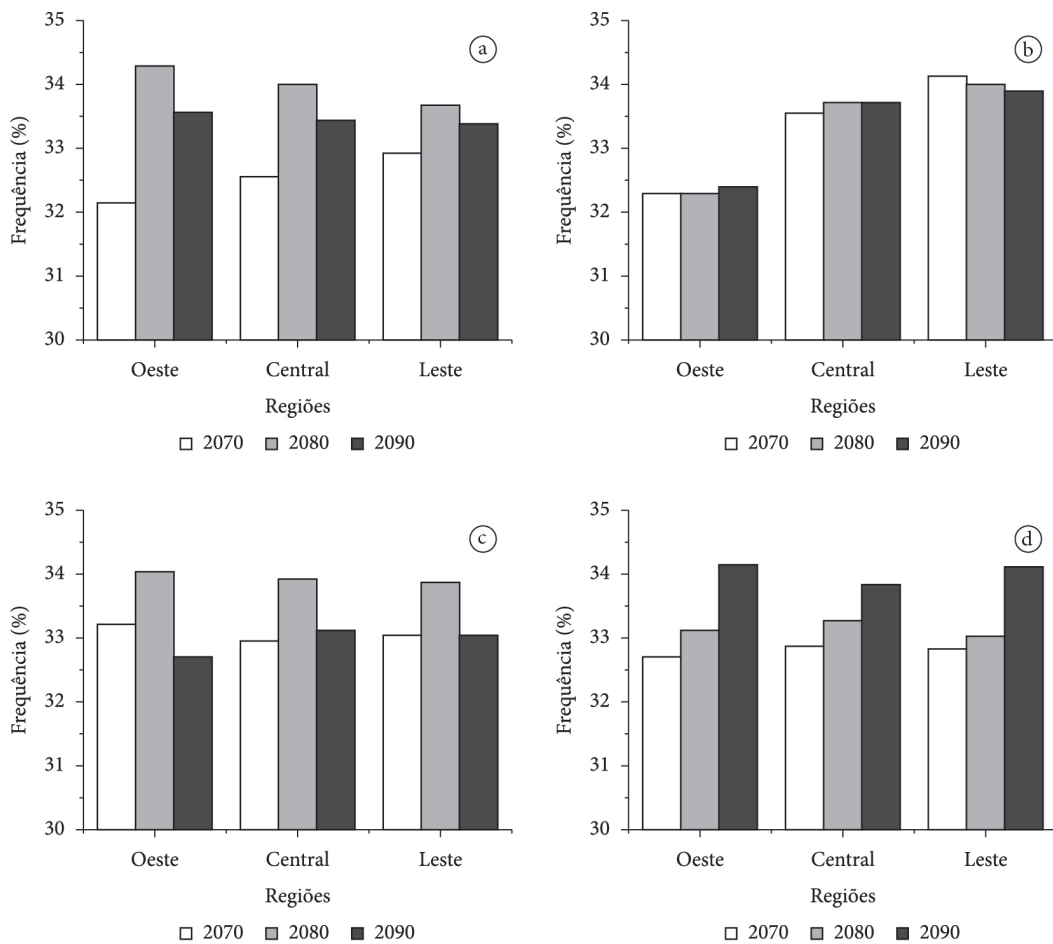 a
Frequência (%)
35
34
33
32
31
30
Oeste Central Leste
Regiões
2070 2080 2090
b
Frequência (%)
35
34
33
32
31
30
Oeste Central Leste
Regiões
2070 2080 2090
c
Frequência (%)
35
34
33
32
31
30
Oeste Central Leste
Regiões
2070 2080 2090
d
Frequência (%)
35
34
33
32
31
30
Oeste Central Leste
Regiões
2070 2080 2090